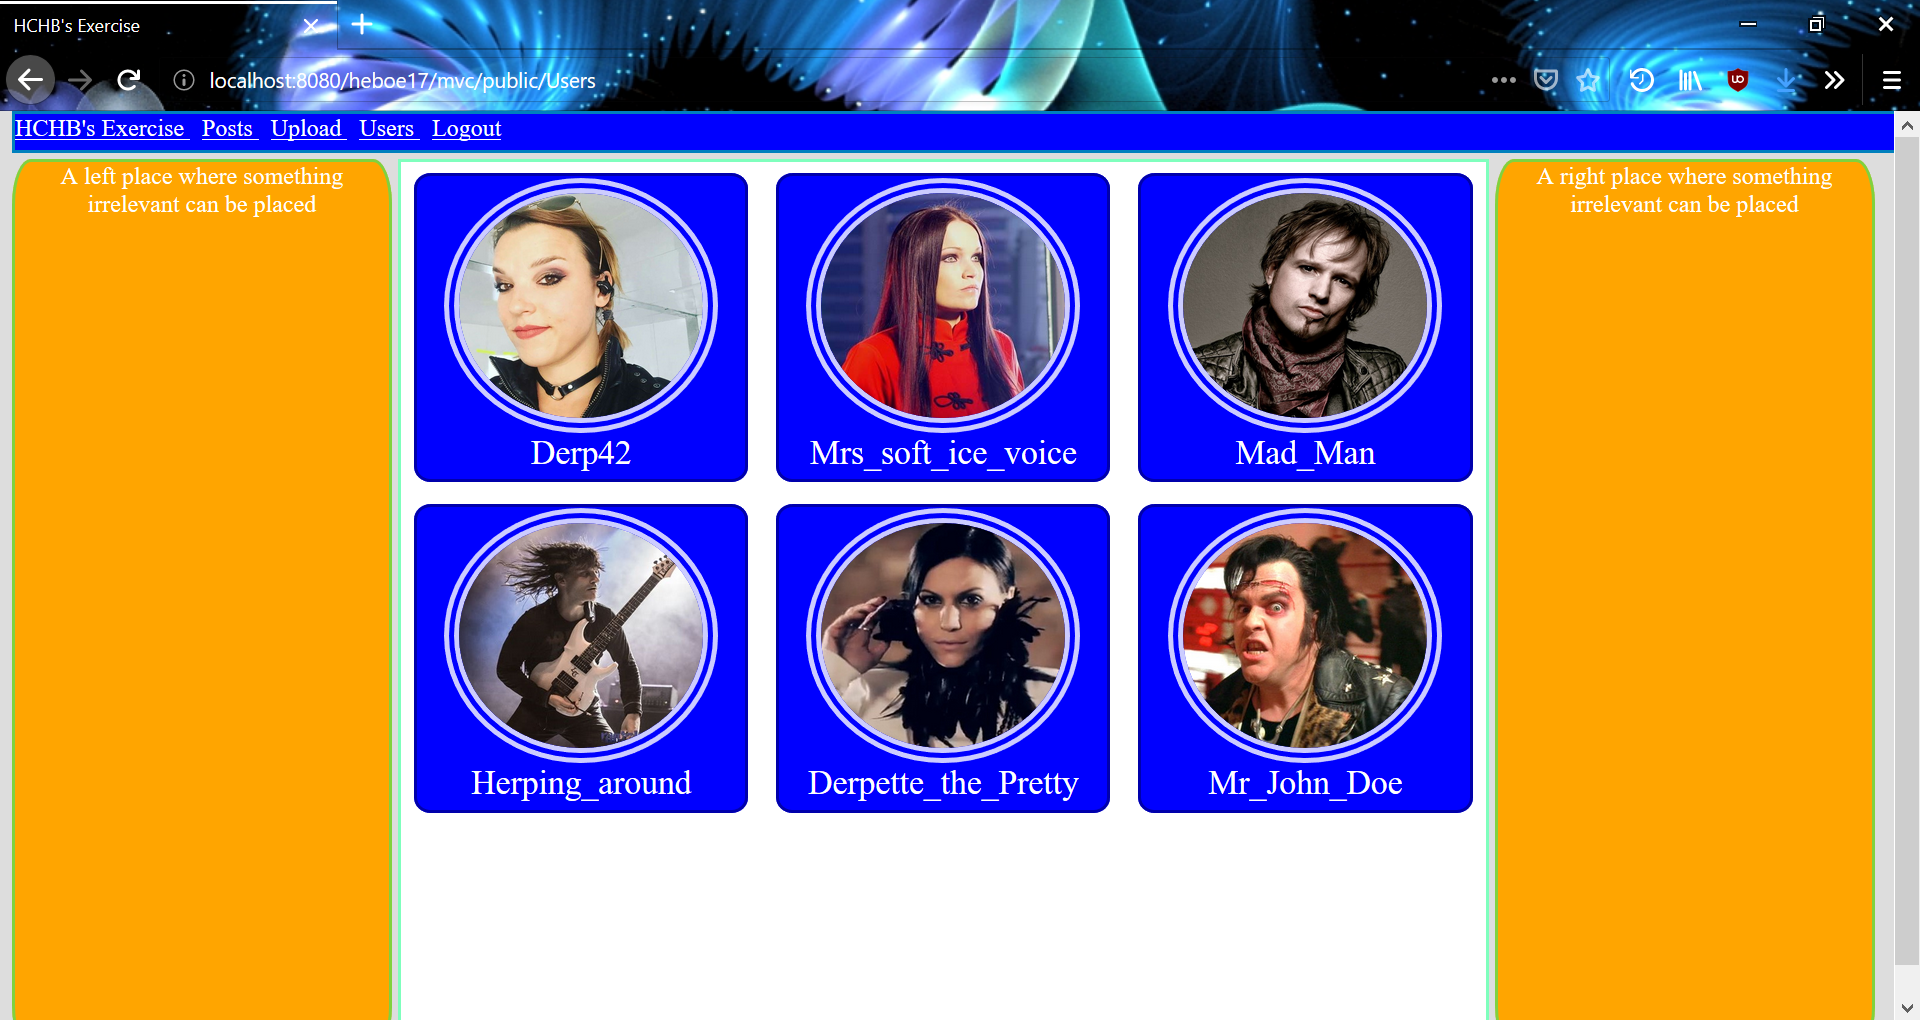 HCHB's Exercise
localhost:8080/heboe17/mvc/public/Users
HCHB's Exercise Posts Upload Users Logout
A left place where something
irrelevant can be placed
A right place where something
irrelevant can be placed
Derp42
Mrs_soft_ice_voice
Mad_Man
Herping_around
Derpette_the_Pretty
Mr_John_Doe